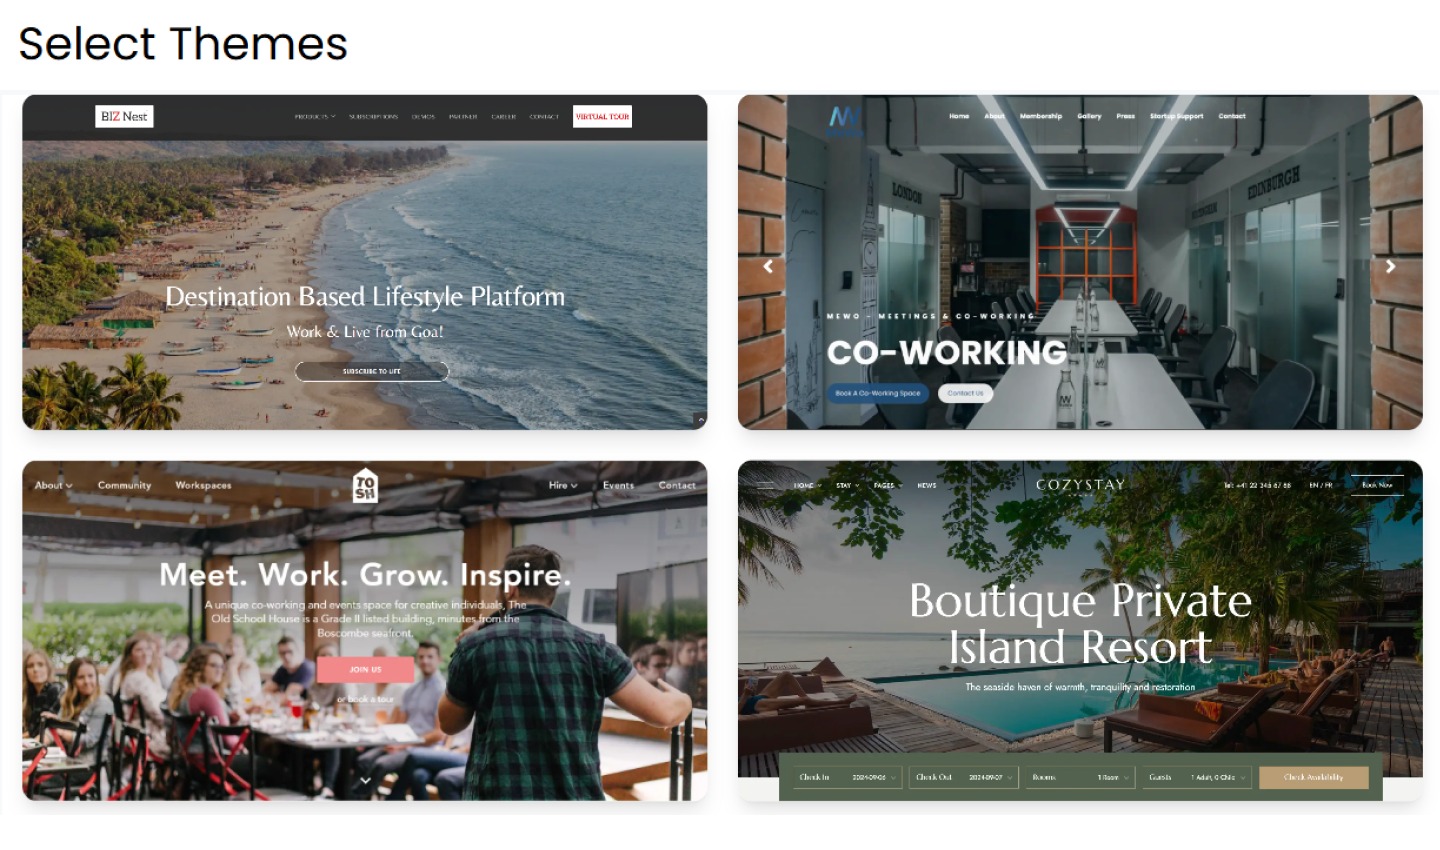 Select Themes
BIZ Nest
PRODUCTS SUBSCRIPTIONS DEMOS PARTNER CAREER CONTACT VIRTUAL TOUR
Destination Based Lifestyle Platform
Work & Live from Goa!
SUBSCRIBE TO LIFE
Home About Membership Gallery Press Startup Support Contact
LONDON
EDINBURGH
MEWO - MEETINGS & CO-WORKING
CO-WORKING
Book A Co-Working Space Contact Us
About Community Workspaces TO SH Hire Events Contact
Meet. Work. Grow. Inspire.
A unique co-working and events space for creative individuals, The
Old School House is a Grade II listed building, minutes from the
Boscombe seafront.
JOIN US
or book a tour
HOME STAY PAGES NEWS COZYSTAY Tel: +41 22 345 67 88 EN / FR Book Now
Boutique Private
Island Resort
The seaside haven of warmth, tranquility and restoration
Check In 2024-09-06 Check Out 2024-09-07 Rooms 1 Room Guests 1 Adult, 0 Child Check Availability